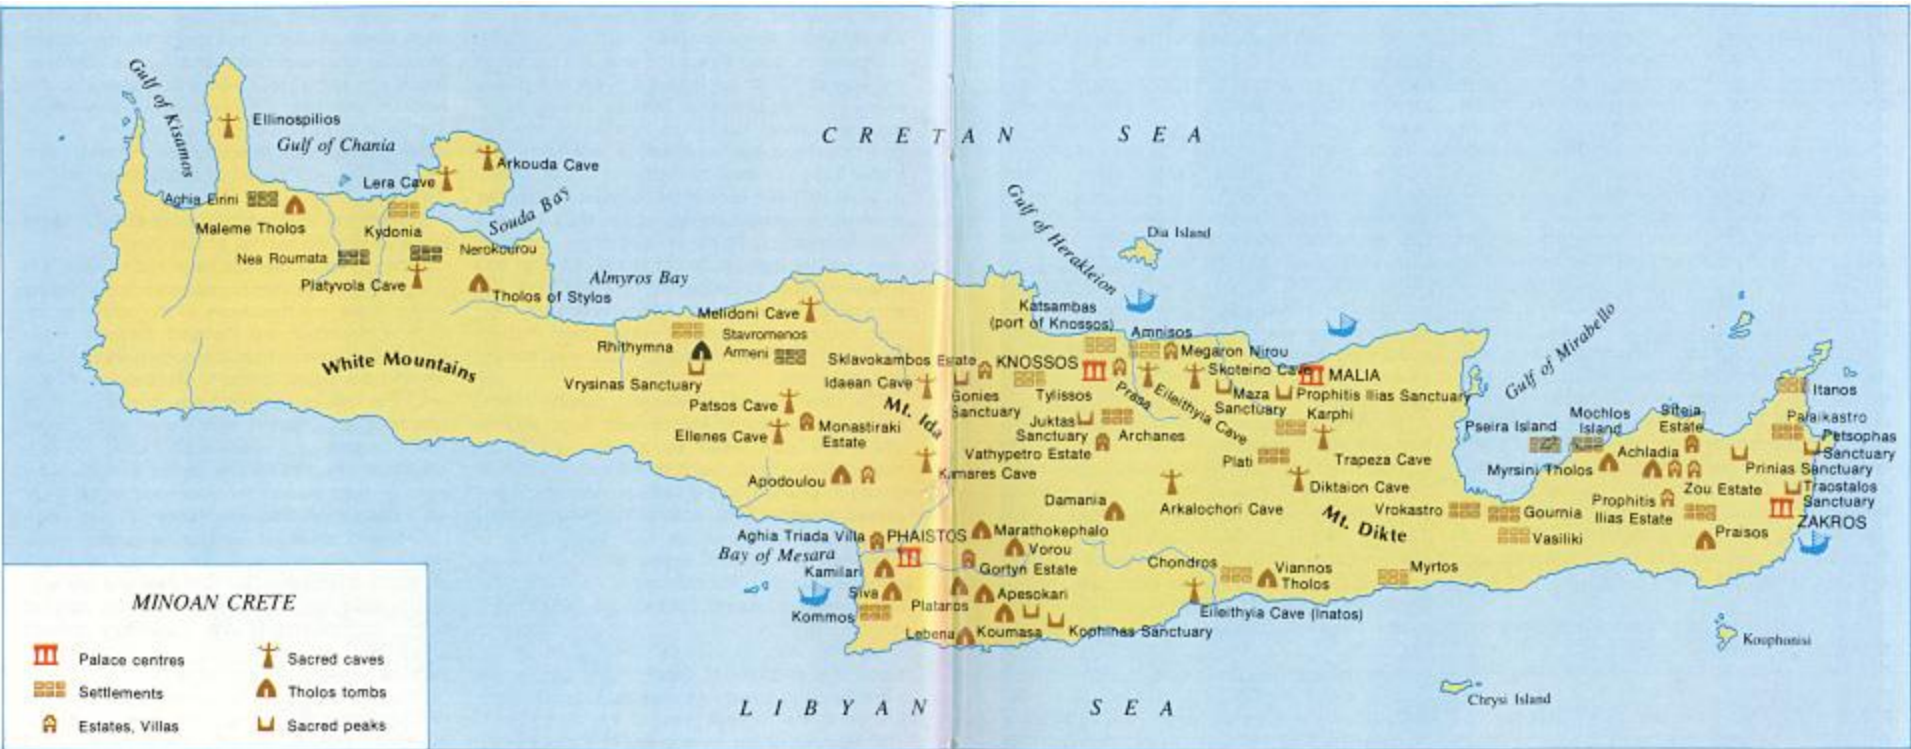 Gulf of Kisamos
Ellinospilios
Gulf of Chania
Arkouda Cave
Lera Cave
Aghia Eirini
Souda Bay
Maleme Tholos
Kydonia
Nerokourou
Nea Roumata
Platyvola Cave
Tholos of Stylos
Almyros Bay
White Mountains
CRETAN SEA
Gulf of Herakleion
Dia Island
Melidoni Cave
Stavromenos
Rhithymna
Armeni
Vrysinas Sanctuary
Sklavokambos Estate
Idaean Cave
Patsos Cave
Mt. Ida
Ellenes Cave
Monastiraki
Estate
Apodoulou
Kamares Cave
Katsambas
(port of Knossos)
Amnisos
Megaron Nirou
KNOSSOS
Skoteino Cave
MALIA
Gonies
Sanctuary
Tylissos
Prasa
Eileithyia Cave
Maza
Sanctuary
Prophitis Ilias Sanctuary
Karphi
Juktas
Sanctuary
Archanes
Vathypetro Estate
Plati
Trapeza Cave
Diktaion Cave
Damania
Arkalochori Cave
Mt. Dikte
Gulf of Mirabello
Itanos
Palaikastro
Petsophas
Sanctuary
Pseira Island
Mochlos
Island
Siteia
Estate
Achladia
Prinias Sanctuary
Myrsini Tholos
Zou Estate
Traostalos
Sanctuary
Vrokastro
Gournia
Prophitis
Ilias Estate
ZAKROS
Vasiliki
Praisos
Aghia Triada Villa
PHAISTOS
Marathokephalo
Bay of Mesara
Vorou
Kamilari
Gortyn Estate
Chondros
Viannos
Tholos
Myrtos
Siva
Platanos
Apesokari
Kommos
Eileithyia Cave (Inatos)
Lebena
Koumasa
Kophinas Sanctuary
Kouphonisi
Chrysi Island
LIBYAN SEA
MINOAN CRETE
Palace centres
Settlements
Estates, Villas
Sacred caves
Tholos tombs
Sacred peaks